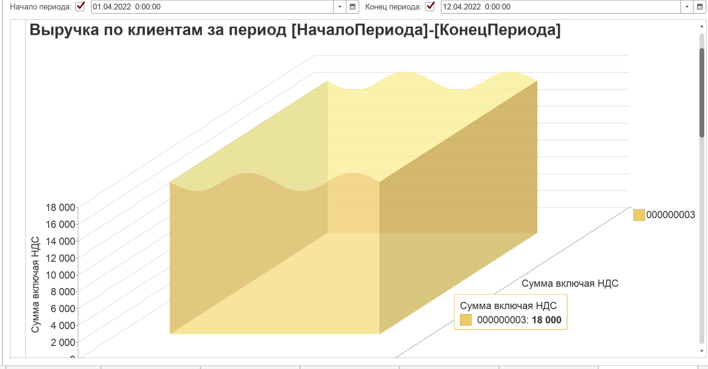 Начало периода: 01.04.2022 0:00:00 Конец периода: 12.04.2022 0:00:00
Выручка по клиентам за период [НачалоПериода]-[КонецПериода]
18 000
16 000
14 000
12 000
10 000
8 000
6 000
4 000
2 000
Сумма включая НДС
000000003
Сумма включая НДС
Сумма включая НДС
000000003: 18 000